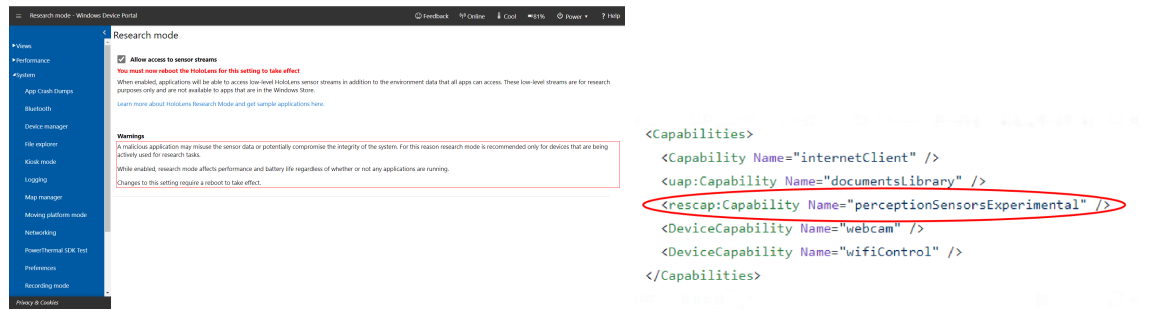 Research mode - Windows Device Portal
Feedback
Online
Cool
81%
Power
? Help
Views
Performance
System
App Crash Dumps
Bluetooth
Device manager
File explorer
Kiosk mode
Logging
Map manager
Moving platform mode
Networking
PowerThermal SDK Test
Preferences
Recording mode
Privacy & Cookies
Research mode
Allow access to sensor streams
You must now reboot the HoloLens for this setting to take effect
When enabled, applications will be able to access low-level HoloLens sensor streams in addition to the environment data that all apps can access. These low-level streams are for research
purposes only and are not available to apps that are in the Windows Store.
Learn more about HoloLens Research Mode and get sample applications here.
Warnings
A malicious application may misuse the sensor data or potentially compromise the integrity of the system. For this reason research mode is recommended only for devices that are being
actively used for research tasks.
While enabled, research mode affects performance and battery life regardless of whether or not any applications are running.
Changes to this setting require a reboot to take effect.
<Capabilities>
<Capability Name="internetClient" />
<uap:Capability Name="documentsLibrary" />
<rescap:Capability Name="perceptionSensorsExperimental" />
<DeviceCapability Name="webcam" />
<DeviceCapability Name="wifiControl" />
</Capabilities>